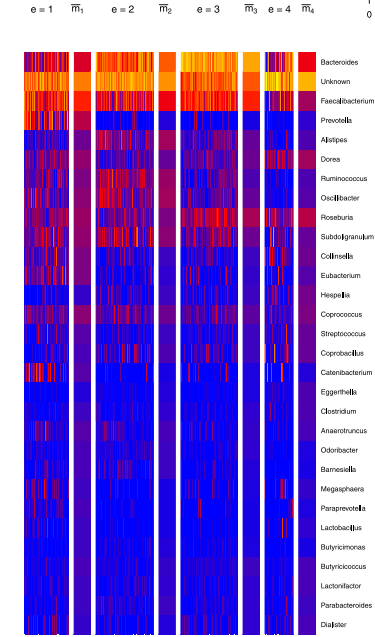 1
0
e = 1 m̅₁ e = 2 m̅₂ e = 3 m̅₃ e = 4 m̅₄
Bacteroides
Unknown
Faecalibacterium
Prevotella
Alistipes
Dorea
Ruminococcus
Oscillibacter
Roseburia
Subdoligranulum
Collinsella
Eubacterium
Hespellia
Coprococcus
Streptococcus
Coprobacillus
Catenibacterium
Eggerthella
Clostridium
Anaerotruncus
Odoribacter
Barnesiella
Megasphaera
Paraprevotella
Lactobacillus
Butyricimonas
Butyricicoccus
Lactonifactor
Parabacteroides
Dialister